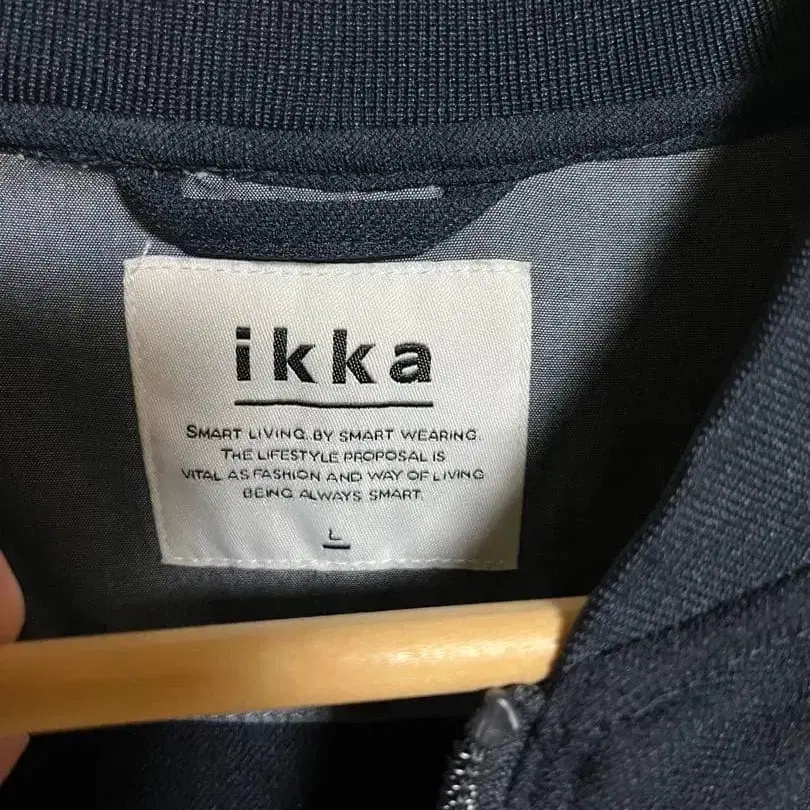 ikka
SMART LIVING. BY SMART WEARING.
THE LIFESTYLE PROPOSAL IS
VITAL AS FASHION AND WAY OF LIVING
BEING ALWAYS SMART.
L